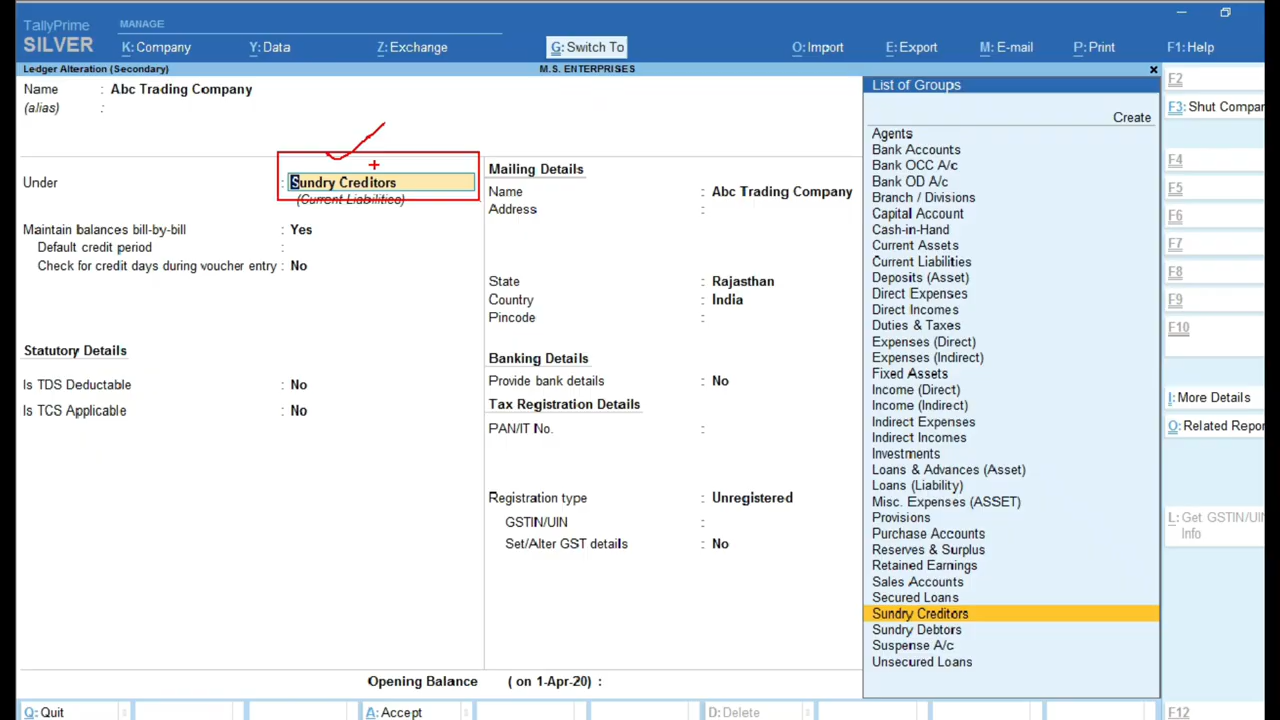 TallyPrime
MANAGE
SILVER
K: Company
Y: Data
Z: Exchange
G: Switch To
O: Import
E: Export
M: E-mail
P: Print
F1: Help
Ledger Alteration (Secondary)
M.S. ENTERPRISES
×
Name : Abc Trading Company
(alias) :
Under : Sundry Creditors
(Current Liabilities)
Maintain balances bill-by-bill : Yes
Default credit period :
Check for credit days during voucher entry : No
Statutory Details
Is TDS Deductable : No
Is TCS Applicable : No
Mailing Details
Name : Abc Trading Company
Address :
State : Rajasthan
Country : India
Pincode :
Banking Details
Provide bank details : No
Tax Registration Details
PAN/IT No. :
Registration type : Unregistered
GSTIN/UIN :
Set/Alter GST details : No
Opening Balance ( on 1-Apr-20) :
List of Groups
Create
Agents
Bank Accounts
Bank OCC A/c
Bank OD A/c
Branch / Divisions
Capital Account
Cash-in-Hand
Current Assets
Current Liabilities
Deposits (Asset)
Direct Expenses
Direct Incomes
Duties & Taxes
Expenses (Direct)
Expenses (Indirect)
Fixed Assets
Income (Direct)
Income (Indirect)
Indirect Expenses
Indirect Incomes
Investments
Loans & Advances (Asset)
Loans (Liability)
Misc. Expenses (ASSET)
Provisions
Purchase Accounts
Reserves & Surplus
Retained Earnings
Sales Accounts
Secured Loans
Sundry Creditors
Sundry Debtors
Suspense A/c
Unsecured Loans
F2
F3: Shut Compar
F4
F5
F6
F7
F8
F9
F10
I: More Details
O: Related Repor
L: Get GSTIN/UIN
Info
F12
Q: Quit
A: Accept
D: Delete